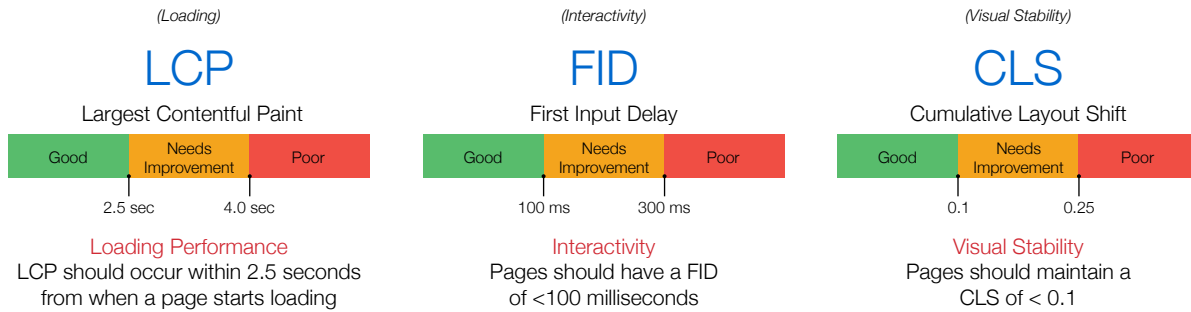 (Loading)
LCP
Largest Contentful Paint
Good
Needs
Improvement
Poor
2.5 sec
4.0 sec
Loading Performance
LCP should occur within 2.5 seconds
from when a page starts loading
(Interactivity)
FID
First Input Delay
Good
Needs
Improvement
Poor
100 ms
300 ms
Interactivity
Pages should have a FID
of <100 milliseconds
(Visual Stability)
CLS
Cumulative Layout Shift
Good
Needs
Improvement
Poor
0.1
0.25
Visual Stability
Pages should maintain a
CLS of < 0.1